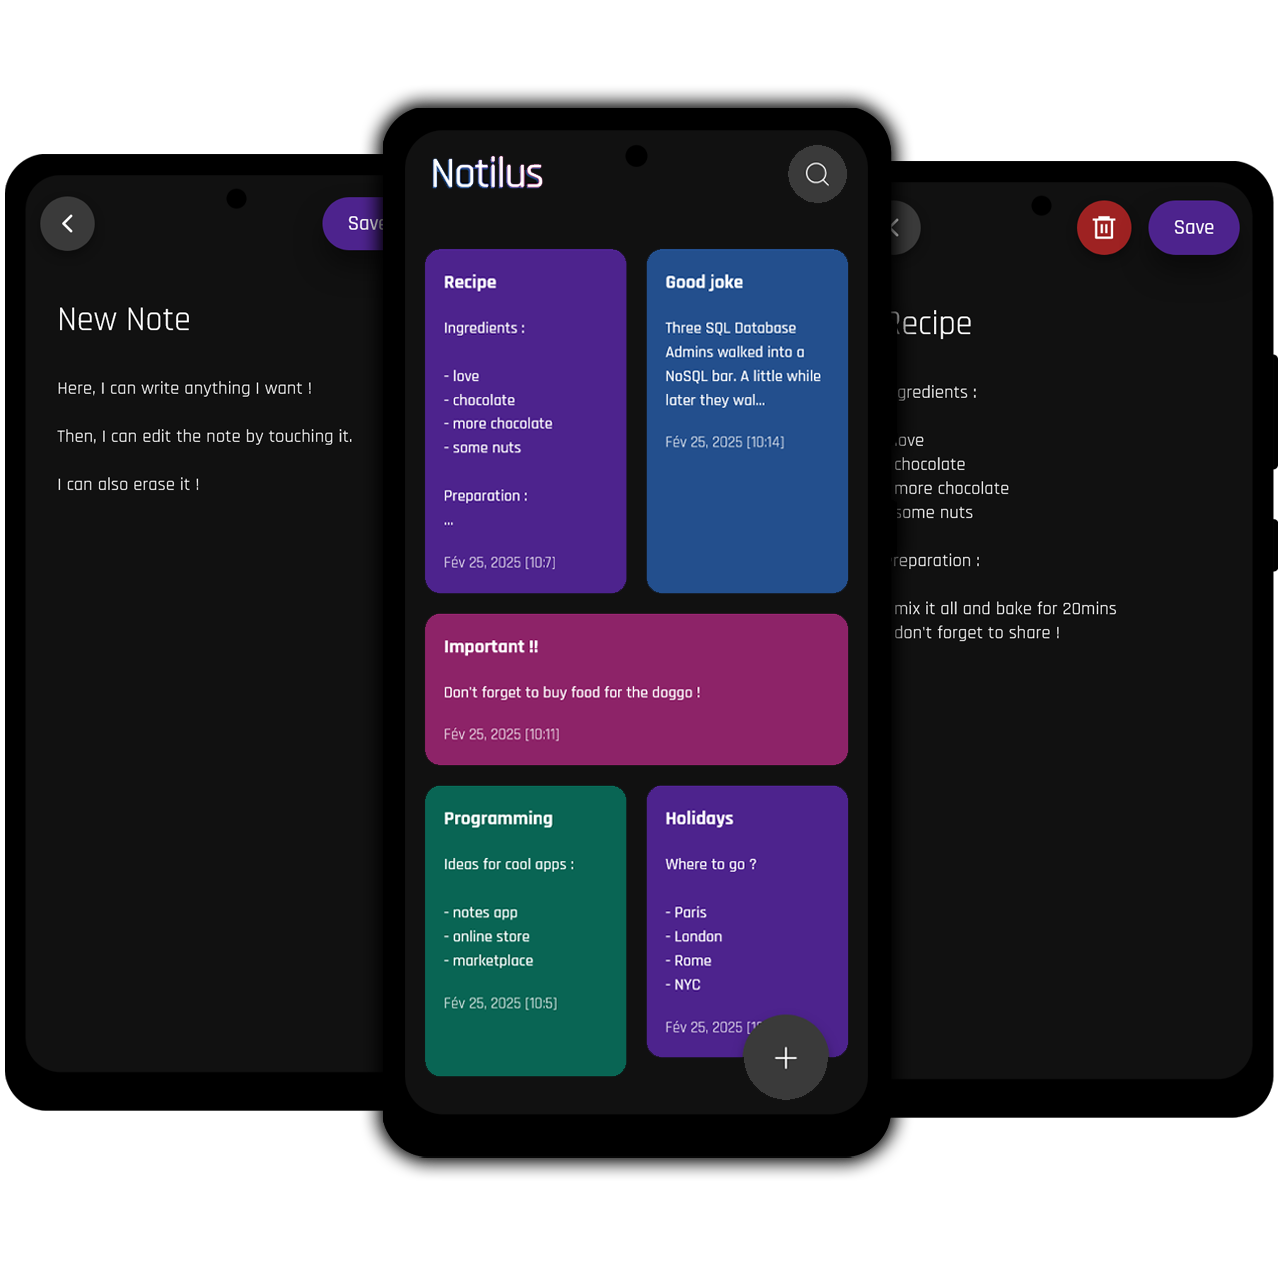 Save
New Note
Here, I can write anything I want !
Then, I can edit the note by touching it.
I can also erase it !
Notilus
Recipe
Ingredients :
- love
- chocolate
- more chocolate
- some nuts
Preparation :
...
Fév 25, 2025 [10:7]
Good joke
Three SQL Database
Admins walked into a
NoSQL bar. A little while
later they wal...
Fév 25, 2025 [10:14]
Important !!
Don't forget to buy food for the doggo !
Fév 25, 2025 [10:11]
Programming
Ideas for cool apps :
- notes app
- online store
- marketplace
Fév 25, 2025 [10:5]
Holidays
Where to go ?
- Paris
- London
- Rome
- NYC
Fév 25, 2025
Save
Recipe
gredients :
love
chocolate
more chocolate
some nuts
reparation :
mix it all and bake for 20mins
don't forget to share !